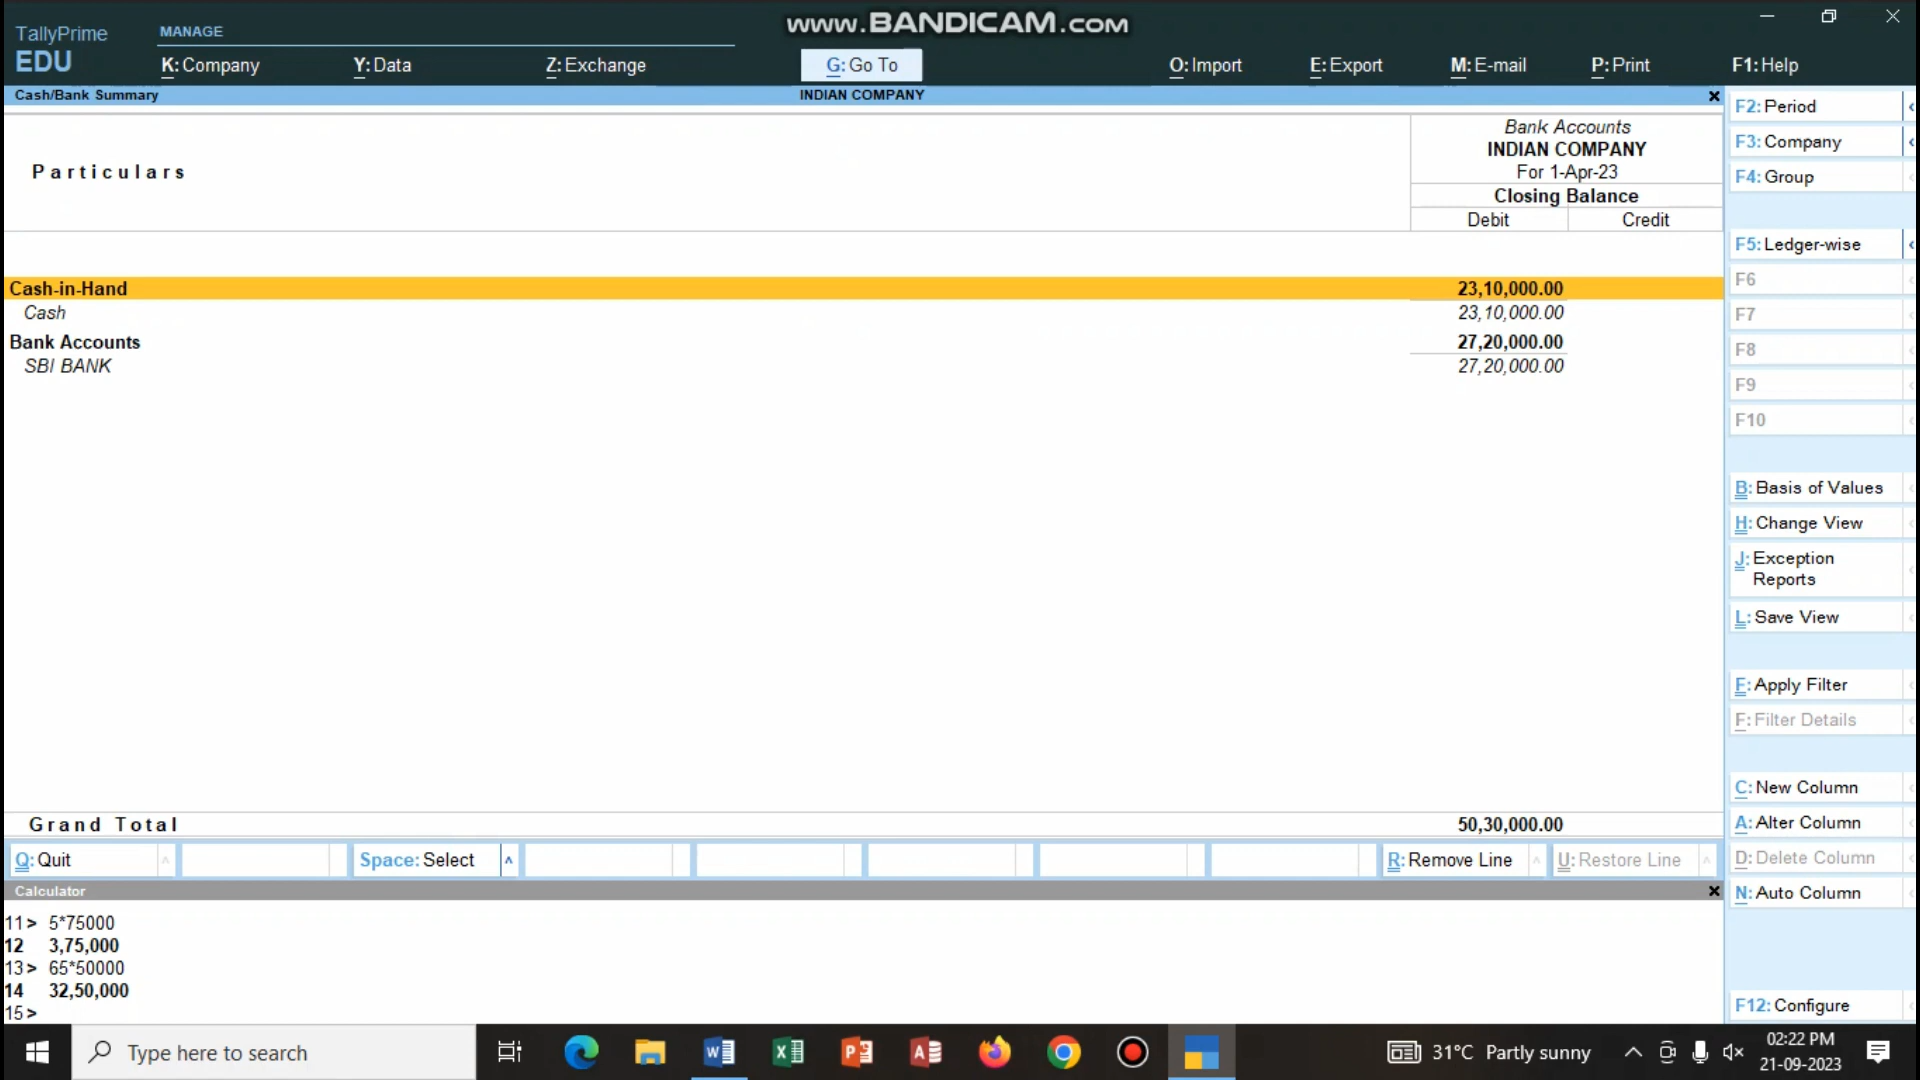 www.BANDICAM.com
TallyPrime
EDU
MANAGE
K: Company
Y: Data
Z: Exchange
G: Go To
O: Import
E: Export
M: E-mail
P: Print
F1: Help
Cash/Bank Summary
INDIAN COMPANY
Particulars
Bank Accounts
INDIAN COMPANY
For 1-Apr-23
Closing Balance
Debit Credit
Cash-in-Hand 23,10,000.00
Cash 23,10,000.00
Bank Accounts 27,20,000.00
SBI BANK 27,20,000.00
Grand Total 50,30,000.00
Q: Quit
Space: Select
R: Remove Line
U: Restore Line
F2: Period
F3: Company
F4: Group
F5: Ledger-wise
F6
F7
F8
F9
F10
B: Basis of Values
H: Change View
J: Exception
Reports
L: Save View
F: Apply Filter
F: Filter Details
C: New Column
A: Alter Column
D: Delete Column
N: Auto Column
F12: Configure
Calculator
11> 5*75000
12 3,75,000
13> 65*50000
14 32,50,000
15>
Type here to search
31°C Partly sunny
02:22 PM
21-09-2023